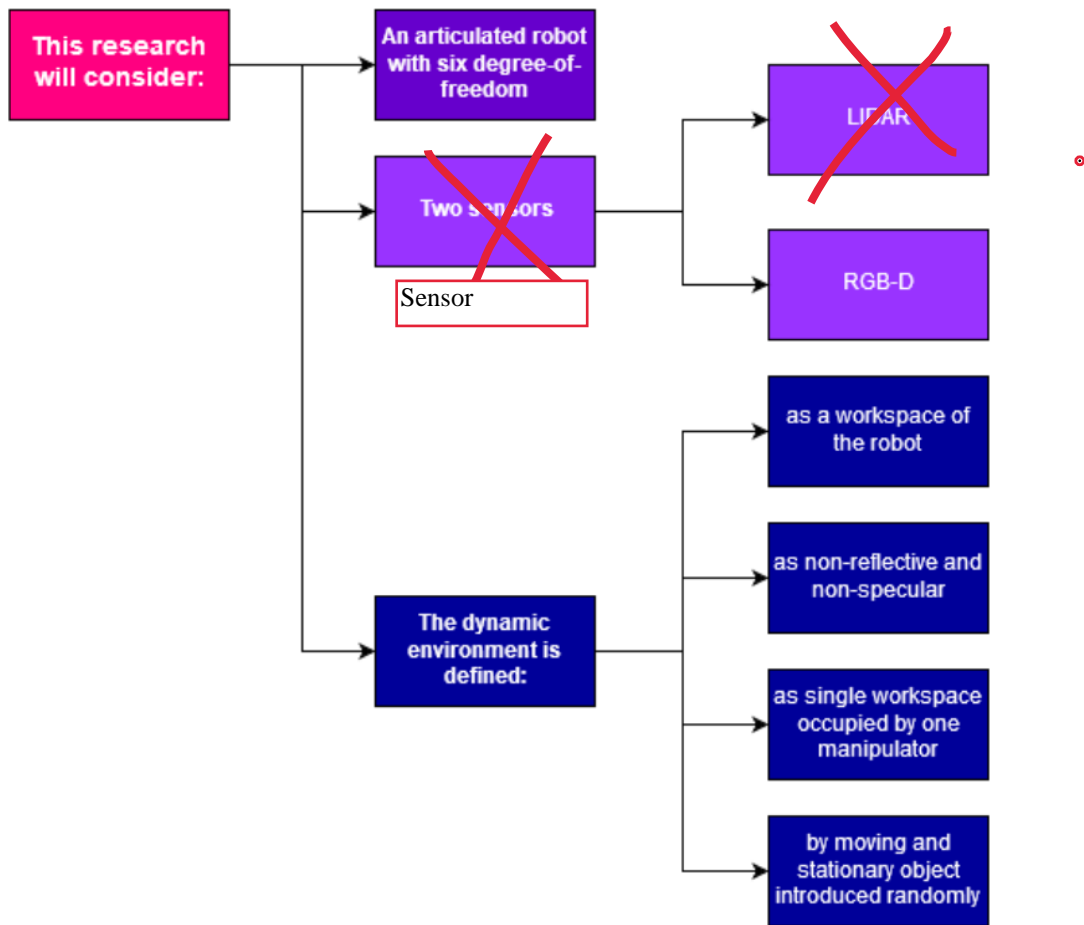 This research
will consider:
An articulated robot
with six degree-of-
freedom
Two sensors
Sensor
LIDAR
RGB-D
The dynamic
environment is
defined:
as a workspace of
the robot
as non-reflective and
non-specular
as single workspace
occupied by one
manipulator
by moving and
stationary object
introduced randomly